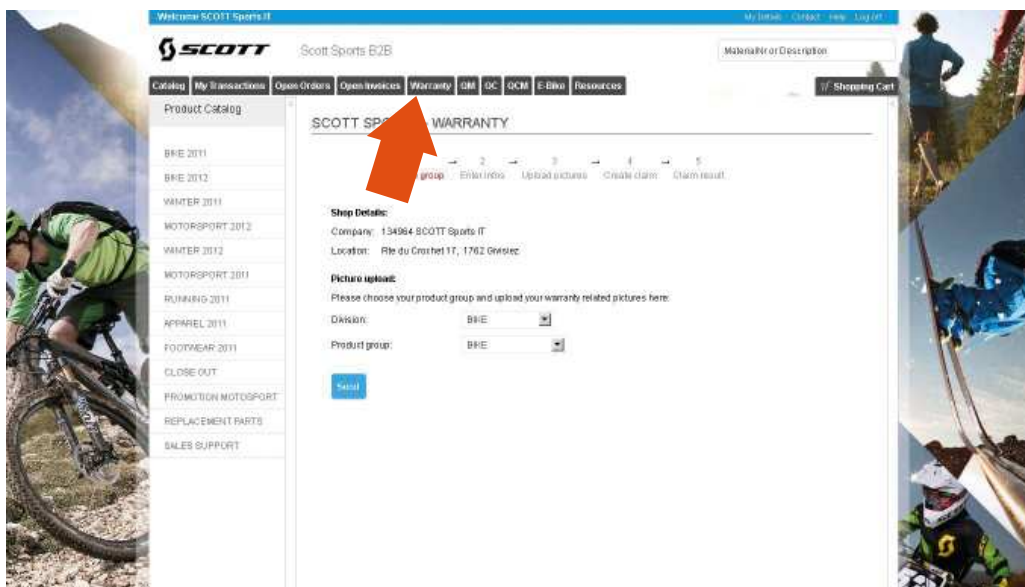 Welcome SCOTT Sports IT
My Details Contact Help Log off
SCOTT
Scott Sports B2B
MaterialNr or Description
Catalog My Transactions Open Orders Open Invoices Warranty QM QC OCM E-Bike Resources
Shopping Cart
Product Catalog
SCOTT SPO WARRANTY
→ 2 → 3 → 4 → 5
group Enter infos Upload pictures Create claim Claim result
BIKE 2011
BIKE 2012
WINTER 2011
MOTORSPORT 2012
WINTER 2012
MOTORSPORT 2011
RUNNING 2011
APPAREL 2011
FOOTWEAR 2011
CLOSE OUT
PROMOTION MOTOSPORT
REPLACEMENT PARTS
SALES SUPPORT
Shop Details:
Company: 134964 SCOTT Sports IT
Location: Rte du Crochet 17, 1762 Givisiez
Picture upload:
Please choose your product group and upload your warranty related pictures here:
Division: BIKE
Product group: BIKE
Send